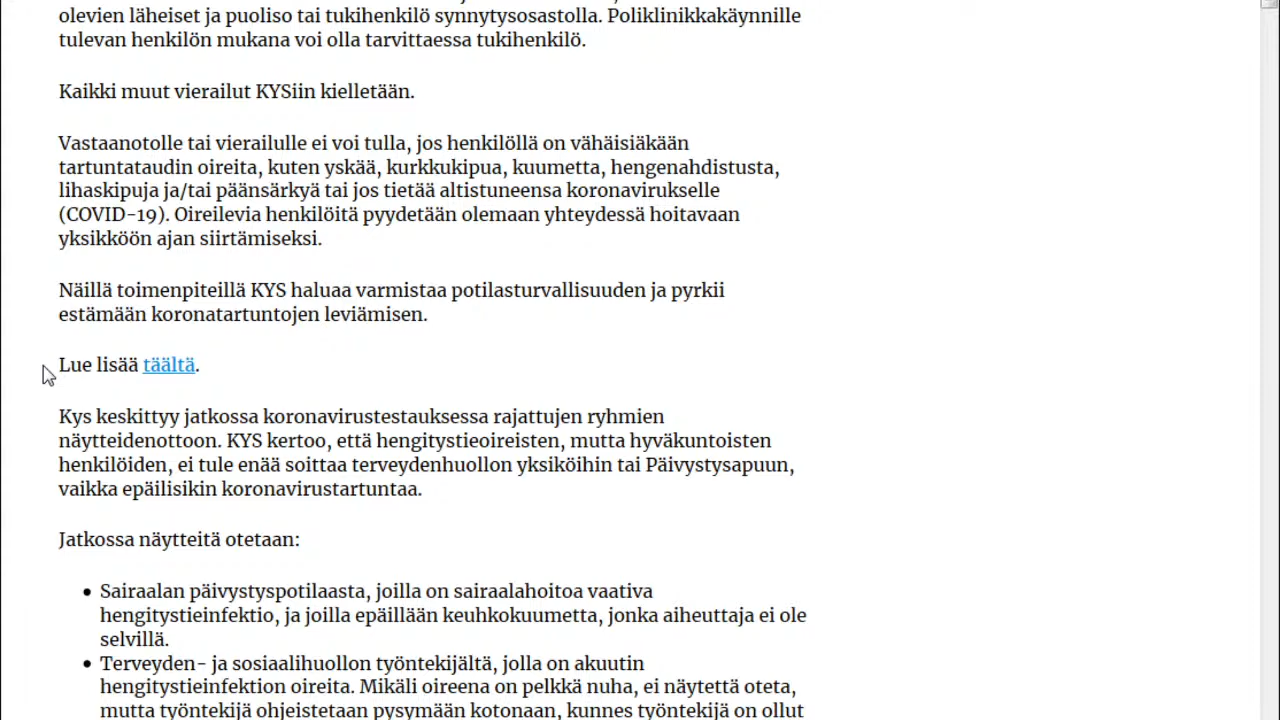 olevien läheiset ja puoliso tai tukihenkilö synnytysosastolla. Poliklinikkakäynnille
tulevan henkilön mukana voi olla tarvittaessa tukihenkilö.
Kaikki muut vierailut KYSiin kielletään.
Vastaanotolle tai vierailulle ei voi tulla, jos henkilöllä on vähäisiäkään
tartuntataudin oireita, kuten yskää, kurkkukipua, kuumetta, hengenahdistusta,
lihaskipuja ja/tai päänsärkyä tai jos tietää altistuneensa koronavirukselle
(COVID-19). Oireilevia henkilöitä pyydetään olemaan yhteydessä hoitavaan
yksikköön ajan siirtämiseksi.
Näillä toimenpiteillä KYS haluaa varmistaa potilasturvallisuuden ja pyrkii
estämään koronatartuntojen leviämisen.
Lue lisää täältä.
Kys keskittyy jatkossa koronavirustestauksessa rajattujen ryhmien
näytteidenottoon. KYS kertoo, että hengitystieoireisten, mutta hyväkuntoisten
henkilöiden, ei tule enää soittaa terveydenhuollon yksiköihin tai Päivystysapuun,
vaikka epäilisikin koronavirustartuntaa.
Jatkossa näytteitä otetaan:
• Sairaalan päivystyspotilaasta, joilla on sairaalahoitoa vaativa
hengitystieinfektio, ja joilla epäillään keuhkokuumetta, jonka aiheuttaja ei ole
selvillä.
• Terveyden- ja sosiaalihuollon työntekijältä, jolla on akuutin
hengitystieinfektion oireita. Mikäli oireena on pelkkä nuha, ei näytettä oteta,
mutta työntekijä ohjeistetaan pysymään kotonaan, kunnes työntekijä on ollut